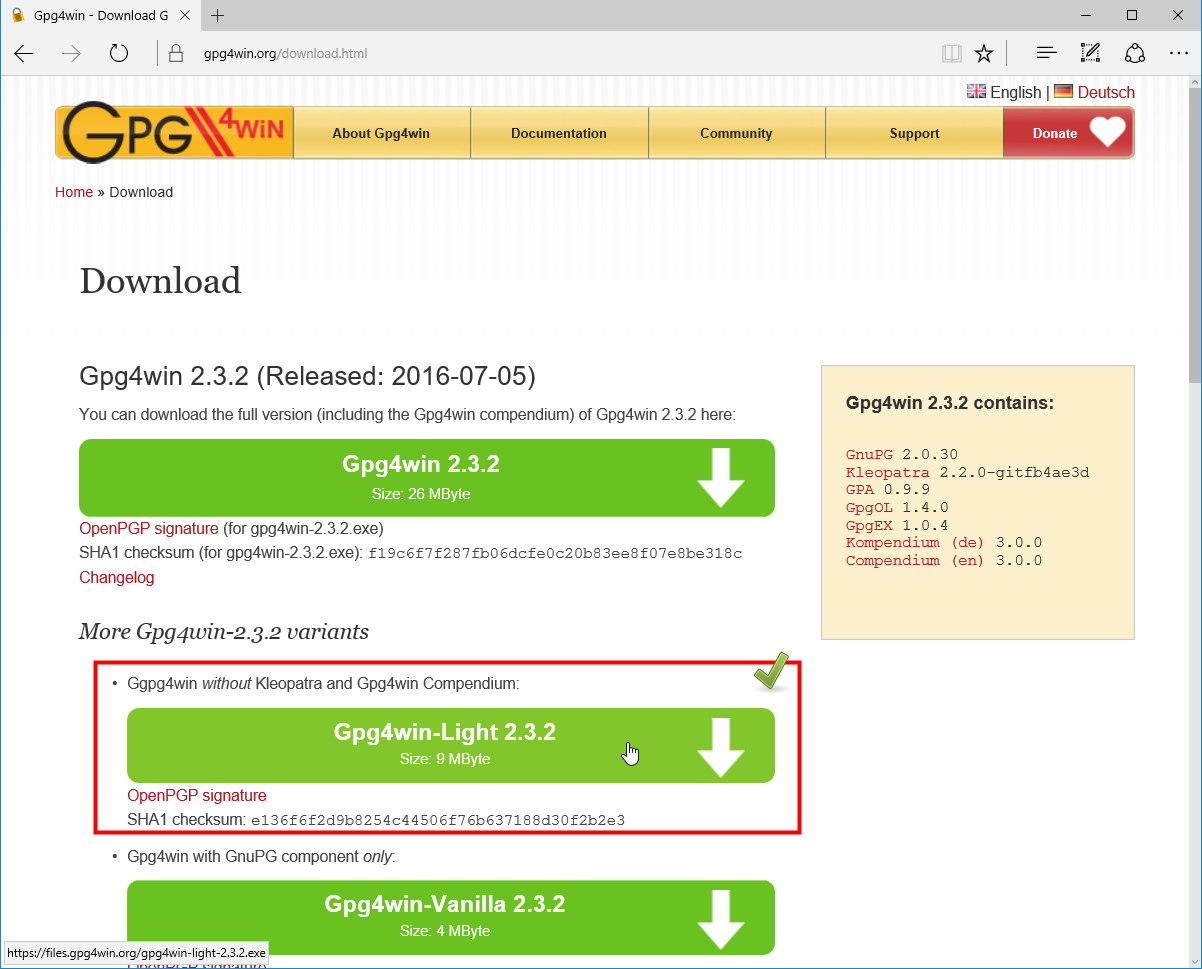 Gpg4win - Download G
gpg4win.org/download.html
English | Deutsch
GPG4WiN
About Gpg4win
Documentation
Community
Support
Donate
Home » Download
Download
Gpg4win 2.3.2 (Released: 2016-07-05)
You can download the full version (including the Gpg4win compendium) of Gpg4win 2.3.2 here:
Gpg4win 2.3.2
Size: 26 MByte
OpenPGP signature (for gpg4win-2.3.2.exe)
SHA1 checksum (for gpg4win-2.3.2.exe): f19c6f7f287fb06dcfe0c20b83ee8f07e8be318c
Changelog
More Gpg4win-2.3.2 variants
• Ggpg4win without Kleopatra and Gpg4win Compendium:
Gpg4win-Light 2.3.2
Size: 9 MByte
OpenPGP signature
SHA1 checksum: e136f6f2d9b8254c44506f76b637188d30f2b2e3
• Gpg4win with GnuPG component only:
Gpg4win-Vanilla 2.3.2
Size: 4 MByte
OpenPGP signature
https://files.gpg4win.org/gpg4win-light-2.3.2.exe
Gpg4win 2.3.2 contains:
GnuPG 2.0.30
Kleopatra 2.2.0-gitfb4ae3d
GPA 0.9.9
GpgOL 1.4.0
GpgEX 1.0.4
Kompendium (de) 3.0.0
Compendium (en) 3.0.0